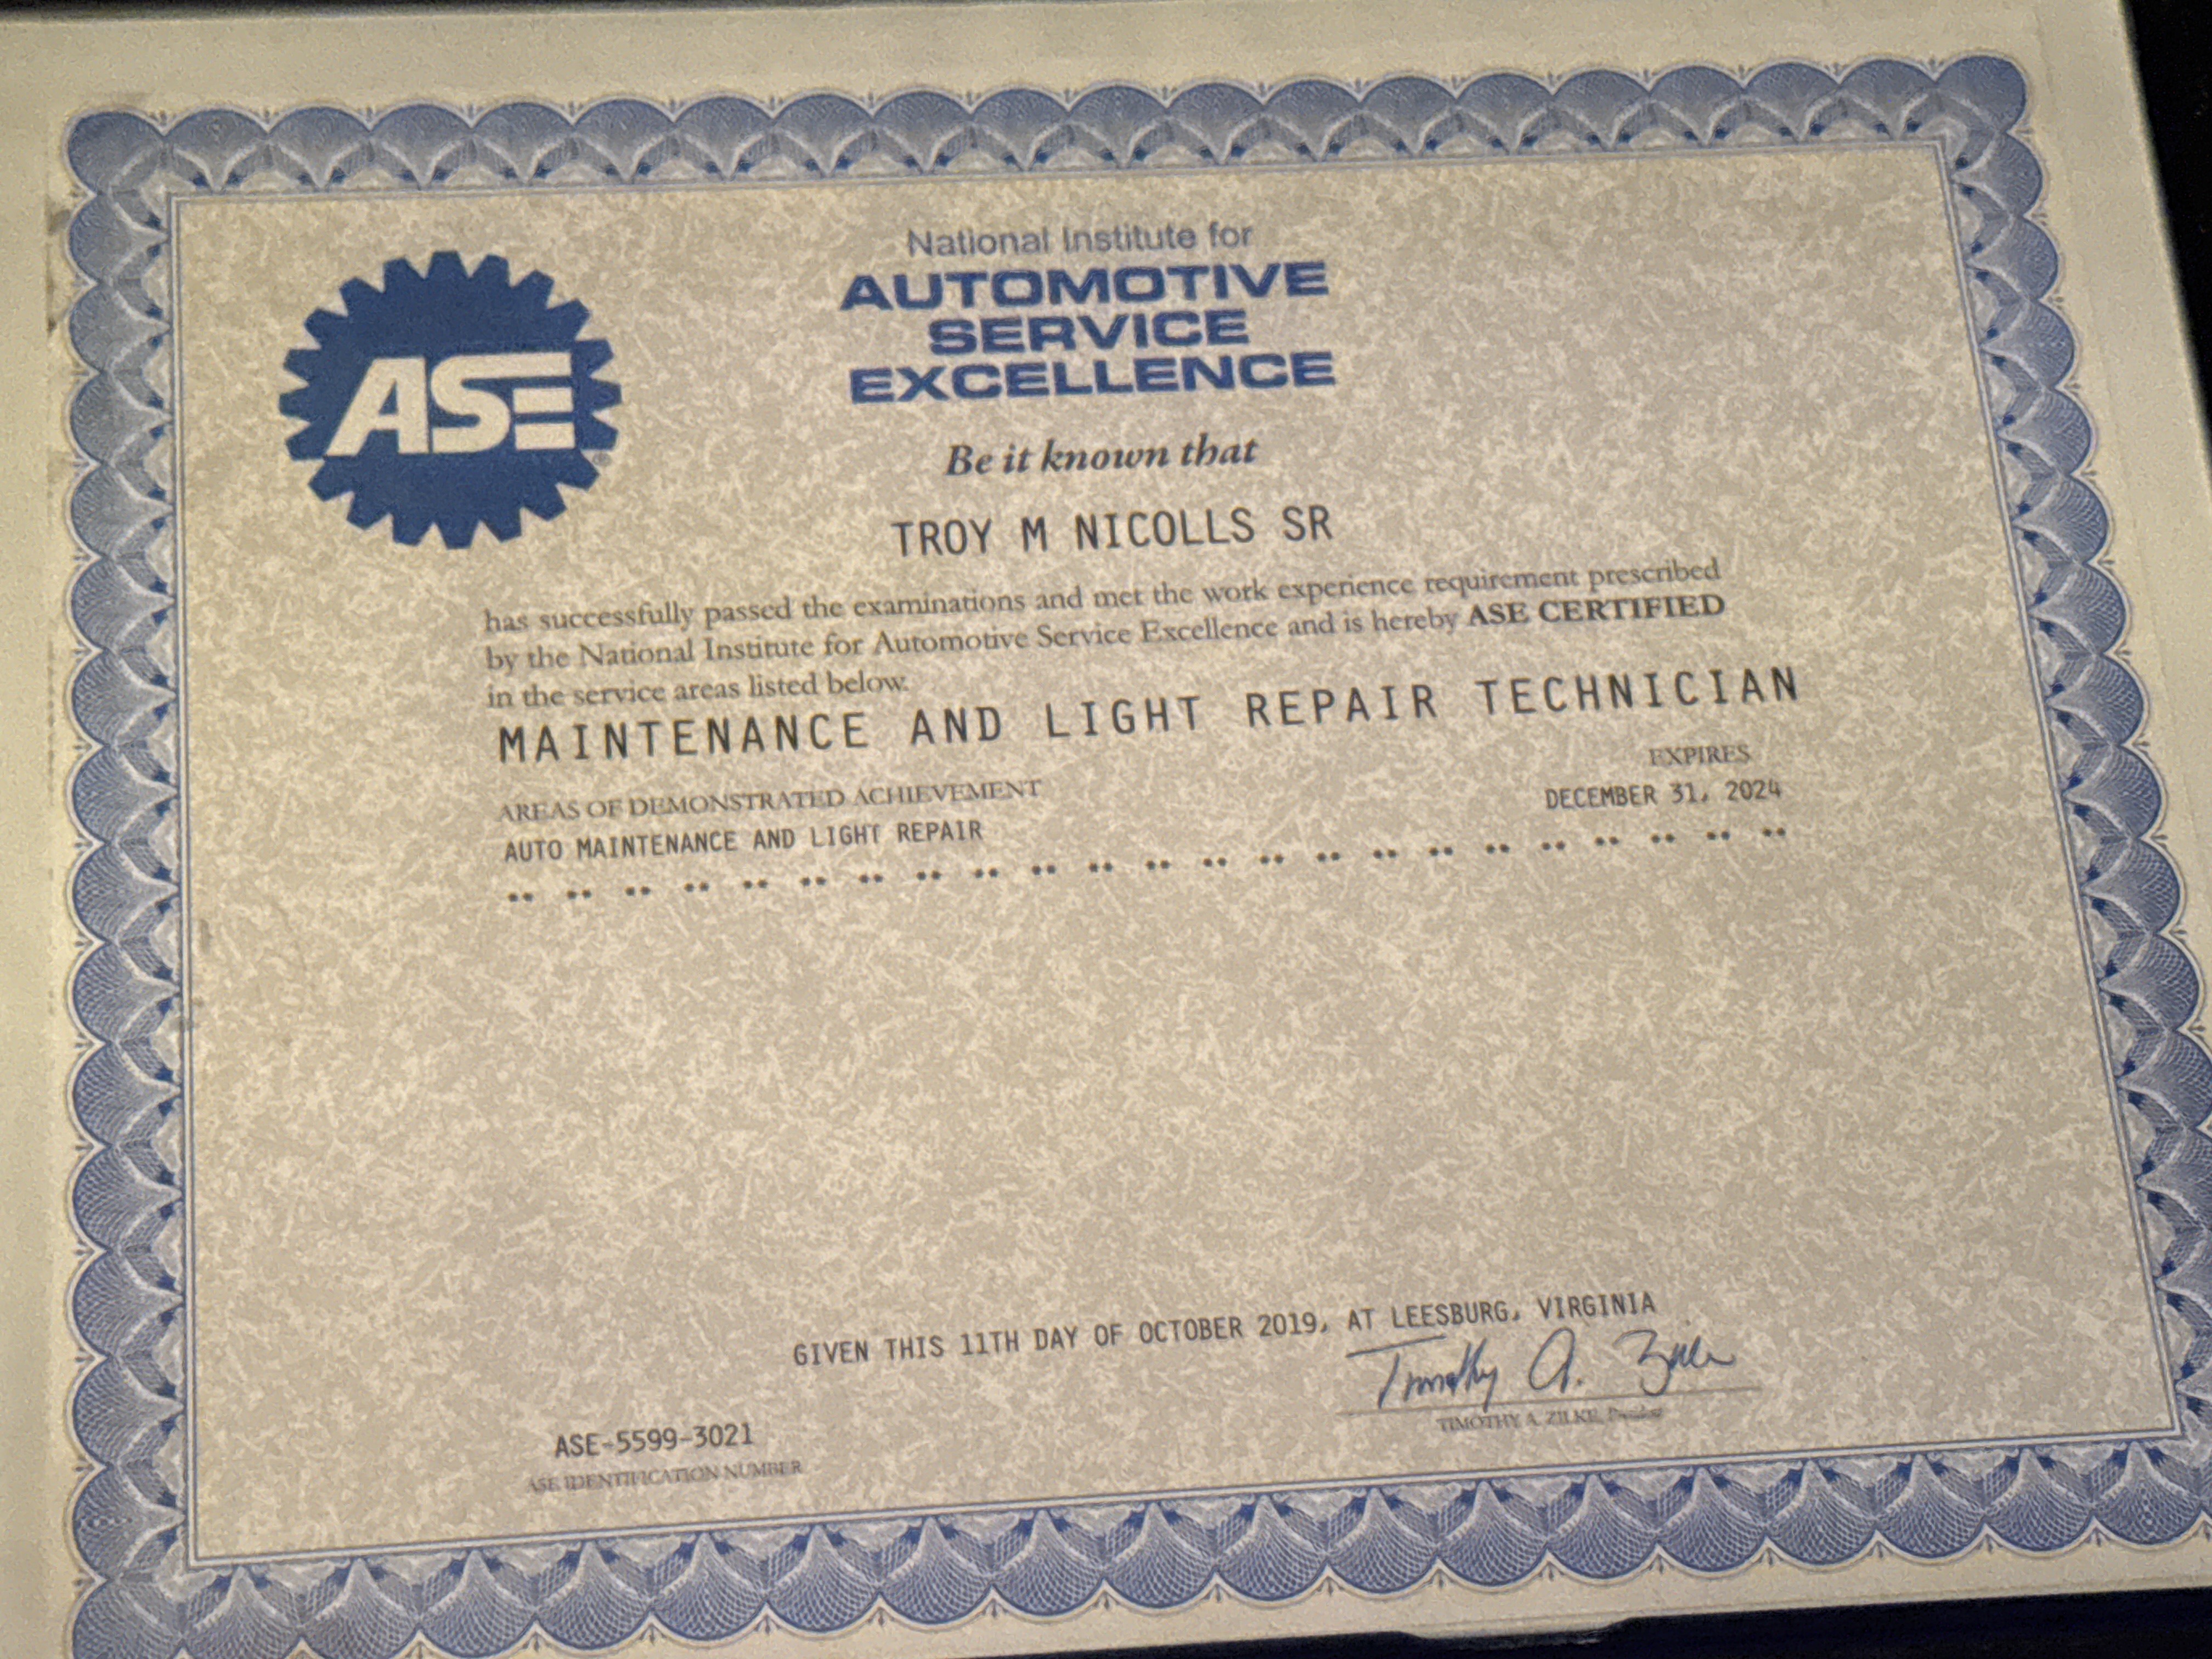 ASE
National Institute for
AUTOMOTIVE
SERVICE
EXCELLENCE
Be it known that
TROY M NICOLLS SR
has successfully passed the examinations and met the work experience requirement prescribed
by the National Institute for Automotive Service Excellence and is hereby ASE CERTIFIED
in the service areas listed below.
MAINTENANCE AND LIGHT REPAIR TECHNICIAN
AREAS OF DEMONSTRATED ACHIEVEMENT
EXPIRES
AUTO MAINTENANCE AND LIGHT REPAIR
DECEMBER 31, 2024
** ** ** ** ** ** ** ** ** ** ** ** ** ** ** ** ** ** ** ** ** ** **
GIVEN THIS 11TH DAY OF OCTOBER 2019, AT LEESBURG, VIRGINIA
Timothy A. Zilke
TIMOTHY A. ZILKE, President
ASE-5599-3021
ASE IDENTIFICATION NUMBER